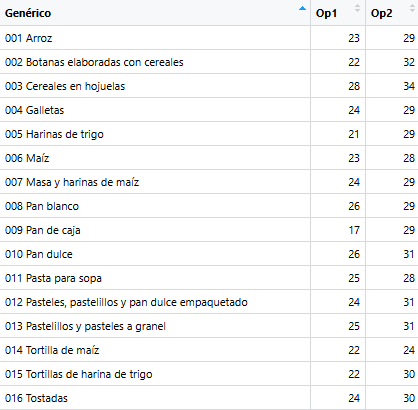 Genérico Op1 Op2
001 Arroz 23 29
002 Botanas elaboradas con cereales 22 32
003 Cereales en hojuelas 28 34
004 Galletas 24 29
005 Harinas de trigo 21 29
006 Maíz 23 28
007 Masa y harinas de maíz 24 29
008 Pan blanco 26 29
009 Pan de caja 17 29
010 Pan dulce 26 31
011 Pasta para sopa 25 28
012 Pasteles, pastelillos y pan dulce empaquetado 24 31
013 Pastelillos y pasteles a granel 25 31
014 Tortilla de maíz 22 24
015 Tortillas de harina de trigo 22 30
016 Tostadas 24 30